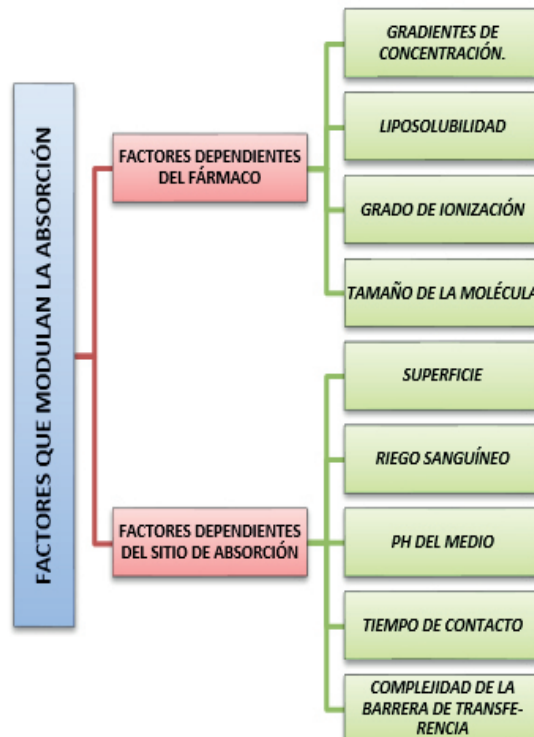 FACTORES QUE MODULAN LA ABSORCIÓN
FACTORES DEPENDIENTES
DEL FÁRMACO
GRADIENTES DE
CONCENTRACIÓN.
LIPOSOLUBILIDAD
GRADO DE IONIZACIÓN
TAMAÑO DE LA MOLÉCULA
FACTORES DEPENDIENTES
DEL SITIO DE ABSORCIÓN
SUPERFICIE
RIEGO SANGUÍNEO
PH DEL MEDIO
TIEMPO DE CONTACTO
COMPLEJIDAD DE LA
BARRERA DE TRANSFE-
RENCIA